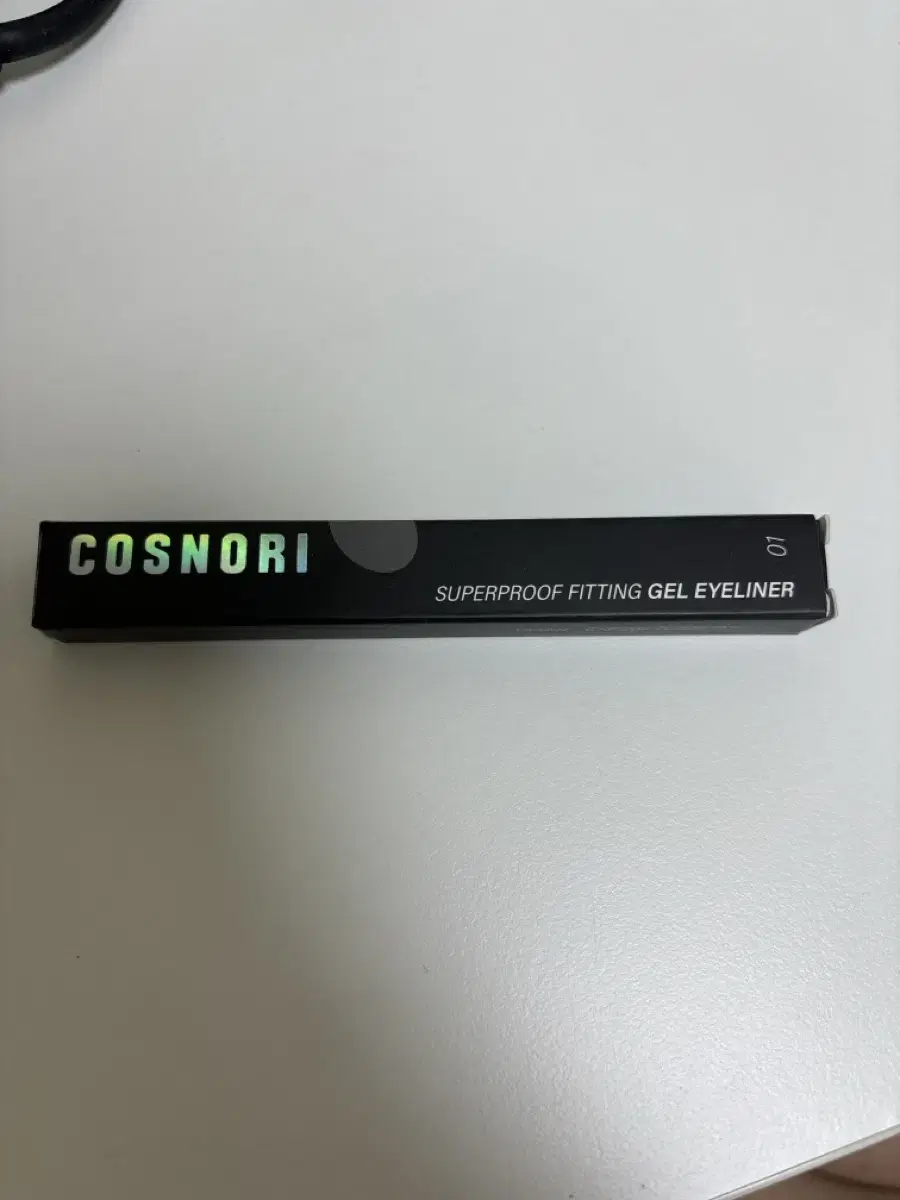 COSNORI
01
SUPERPROOF FITTING GEL EYELINER